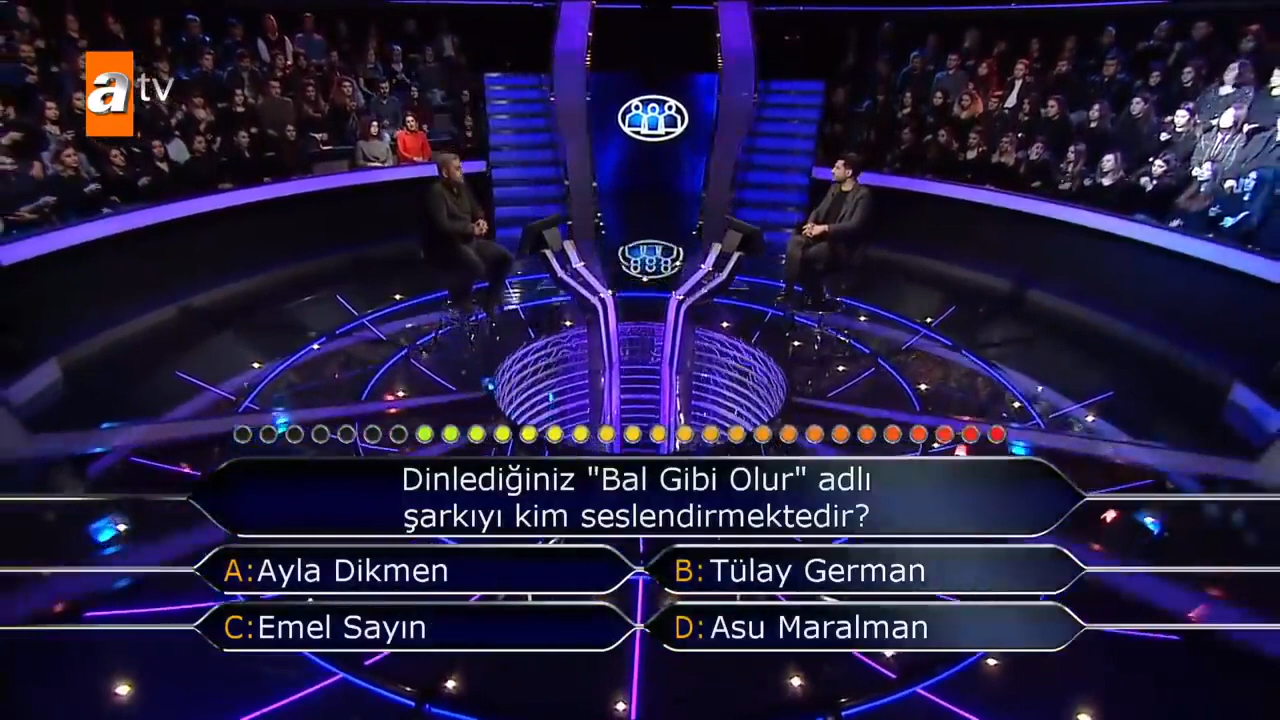 atv
Dinlediğiniz "Bal Gibi Olur" adlı
şarkıyı kim seslendirmektedir?
A: Ayla Dikmen
B: Tülay German
C: Emel Sayın
D: Asu Maralman